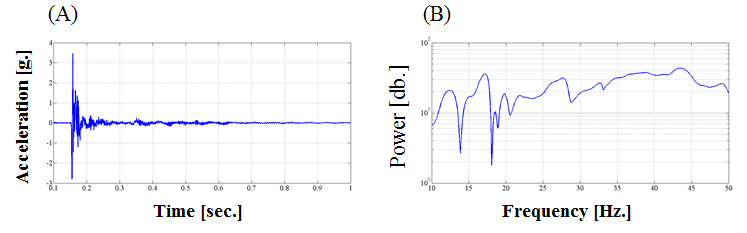 (A)
Acceleration [g.]
4
3
2
1
0
-1
-2
-3
0.1 0.2 0.3 0.4 0.5 0.6 0.7 0.8 0.9 1
Time [sec.]
(B)
Power [db.]
10²
10¹
10⁰
10 15 20 25 30 35 40 45 50
Frequency [Hz.]